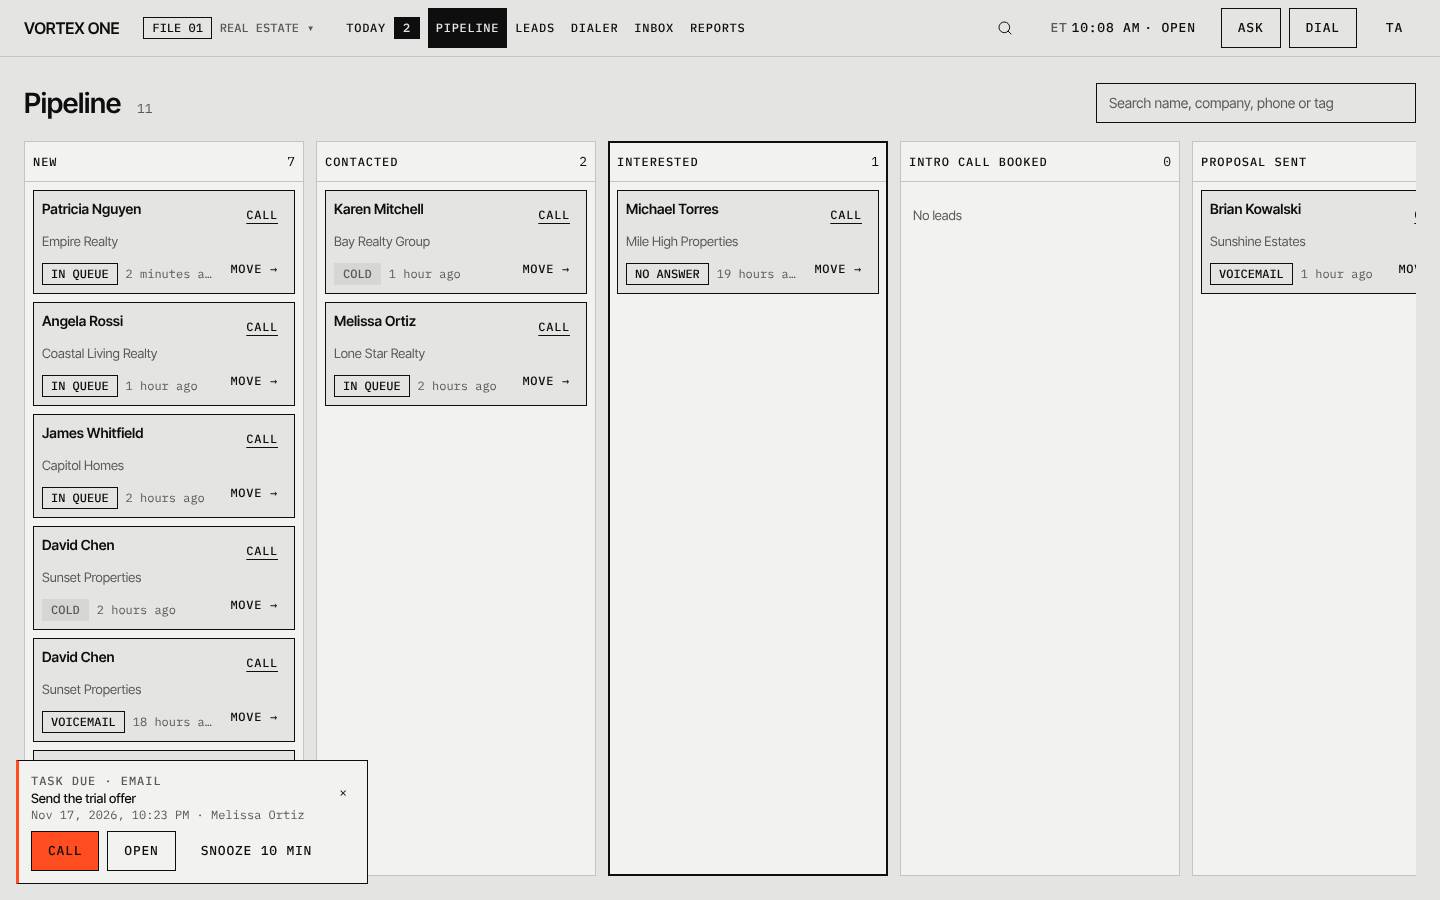 VORTEX ONE FILE 01 REAL ESTATE ▾ TODAY 2 PIPELINE LEADS DIALER INBOX REPORTS ET 10:08 AM · OPEN ASK DIAL TA
Pipeline 11 Search name, company, phone or tag
NEW 7
Patricia Nguyen CALL
Empire Realty
IN QUEUE 2 minutes a… MOVE →
Angela Rossi CALL
Coastal Living Realty
IN QUEUE 1 hour ago MOVE →
James Whitfield CALL
Capitol Homes
IN QUEUE 2 hours ago MOVE →
David Chen CALL
Sunset Properties
COLD 2 hours ago MOVE →
David Chen CALL
Sunset Properties
VOICEMAIL 18 hours a… MOVE →
CONTACTED 2
Karen Mitchell CALL
Bay Realty Group
COLD 1 hour ago MOVE →
Melissa Ortiz CALL
Lone Star Realty
IN QUEUE 2 hours ago MOVE →
INTERESTED 1
Michael Torres CALL
Mile High Properties
NO ANSWER 19 hours a… MOVE →
INTRO CALL BOOKED 0
No leads
PROPOSAL SENT
Brian Kowalski
Sunshine Estates
VOICEMAIL 1 hour ago
TASK DUE · EMAIL ×
Send the trial offer
Nov 17, 2026, 10:23 PM · Melissa Ortiz
CALL OPEN SNOOZE 10 MIN